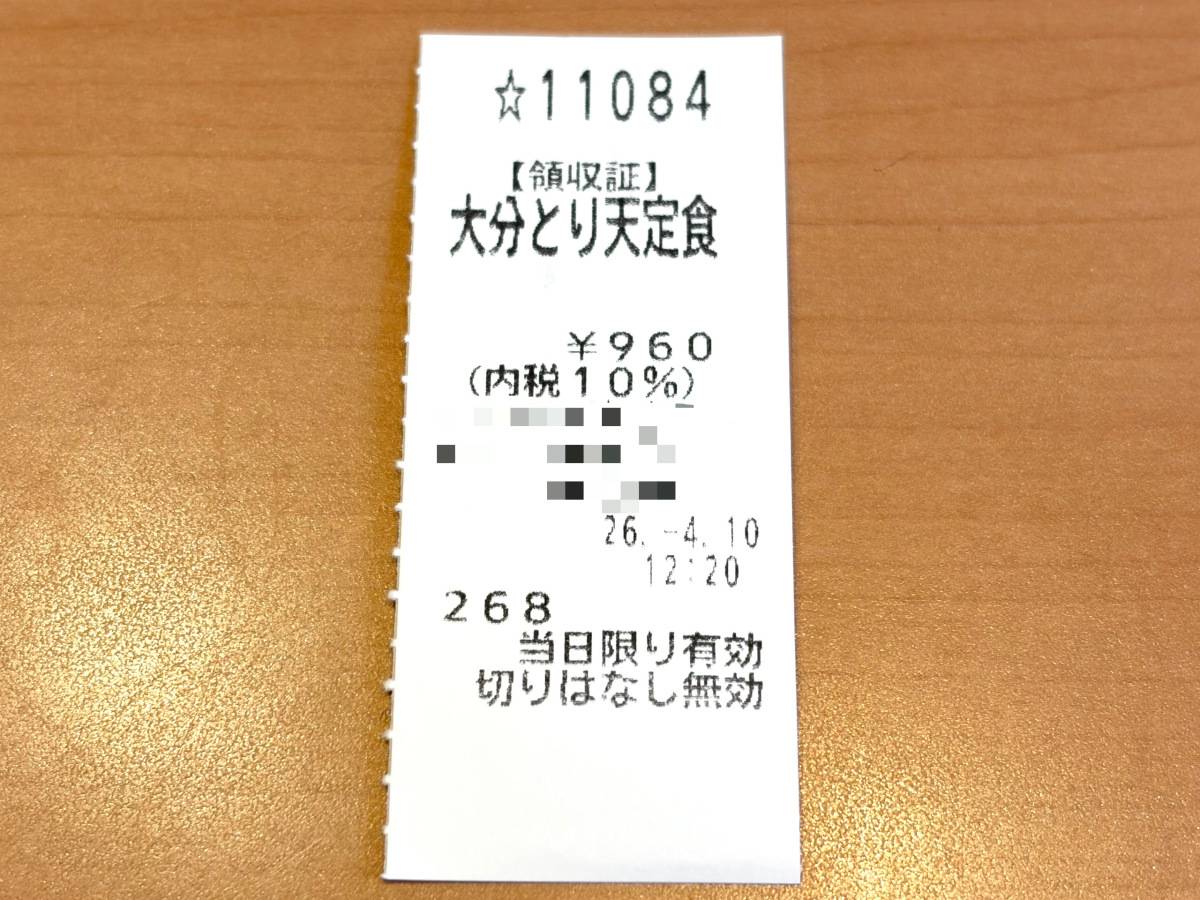 ☆11084
【領収証】
大分とり天定食
¥960
(内税10%)
26.-4.10
12:20
268
当日限り有効
切りはなし無効